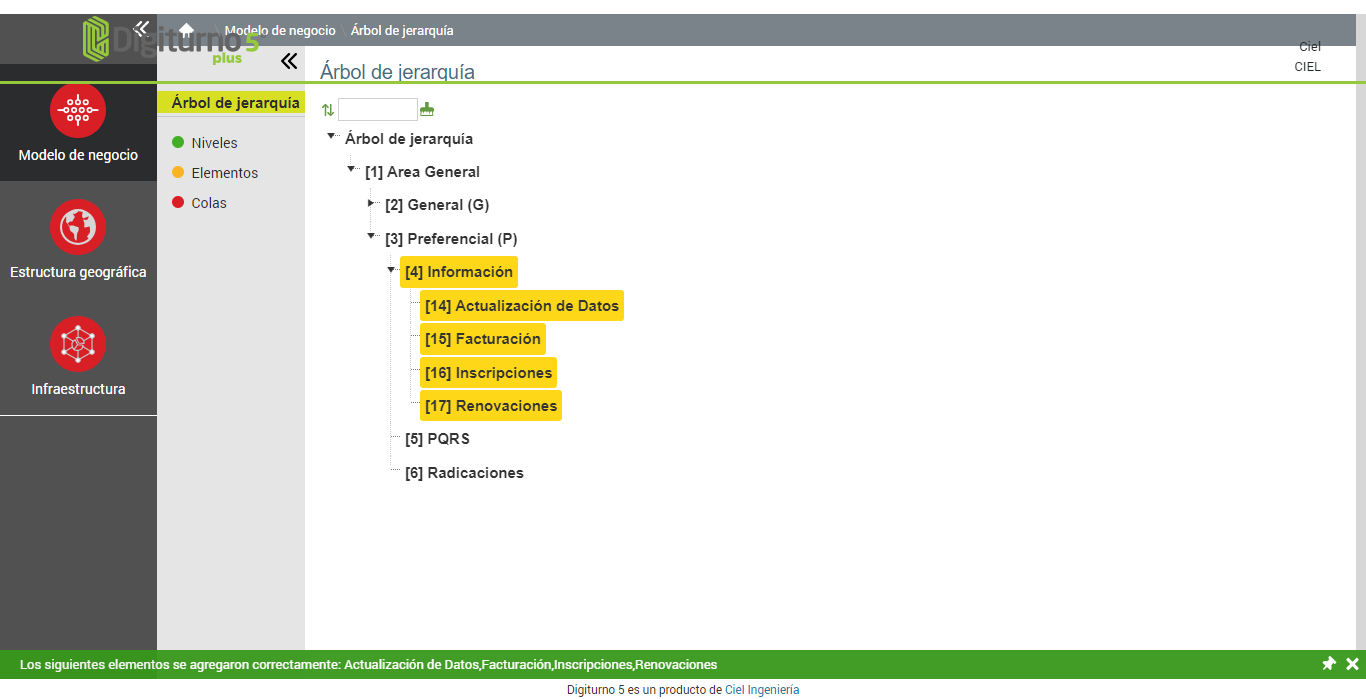 Digiturno 5
plus
Modelo de negocio
Árbol de jerarquía
Ciel
CIEL
Árbol de jerarquía
Modelo de negocio
Estructura geográfica
Infraestructura
Árbol de jerarquía
Niveles
Elementos
Colas
Árbol de jerarquía
[1] Area General
[2] General (G)
[3] Preferencial (P)
[4] Información
[14] Actualización de Datos
[15] Facturación
[16] Inscripciones
[17] Renovaciones
[5] PQRS
[6] Radicaciones
Los siguientes elementos se agregaron correctamente: Actualización de Datos,Facturación,Inscripciones,Renovaciones
Digiturno 5 es un producto de Ciel Ingeniería